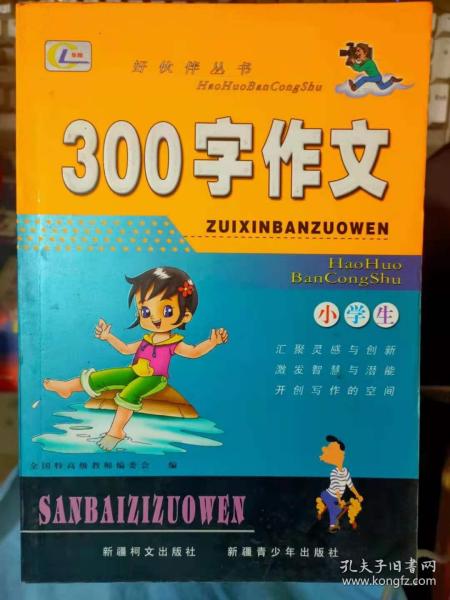 好伙伴丛书
HaoHuoBanCongShu
300字作文
ZUIXINBANZUOWEN
HaoHuo
BanCongShu
小学生
汇聚灵感与创新
激发智慧与潜能
开创写作的空间
全国特高级教师编委会 编
SANBAIZIZUOWEN
新疆柯文出版社 新疆青少年出版社
孔夫子旧书网
www.kongfz.com